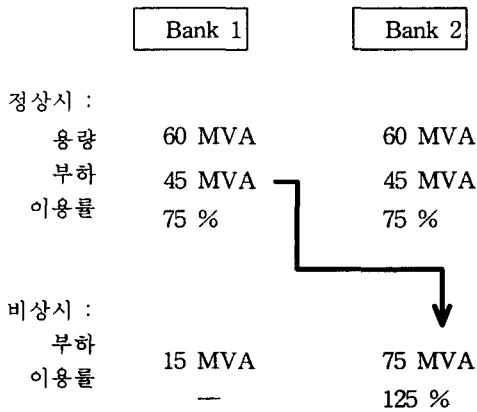 Bank 1 Bank 2
정상시 :
용량 60 MVA 60 MVA
부하 45 MVA 45 MVA
이용률 75 % 75 %
비상시 :
부하 15 MVA 75 MVA
이용률 — 125 %